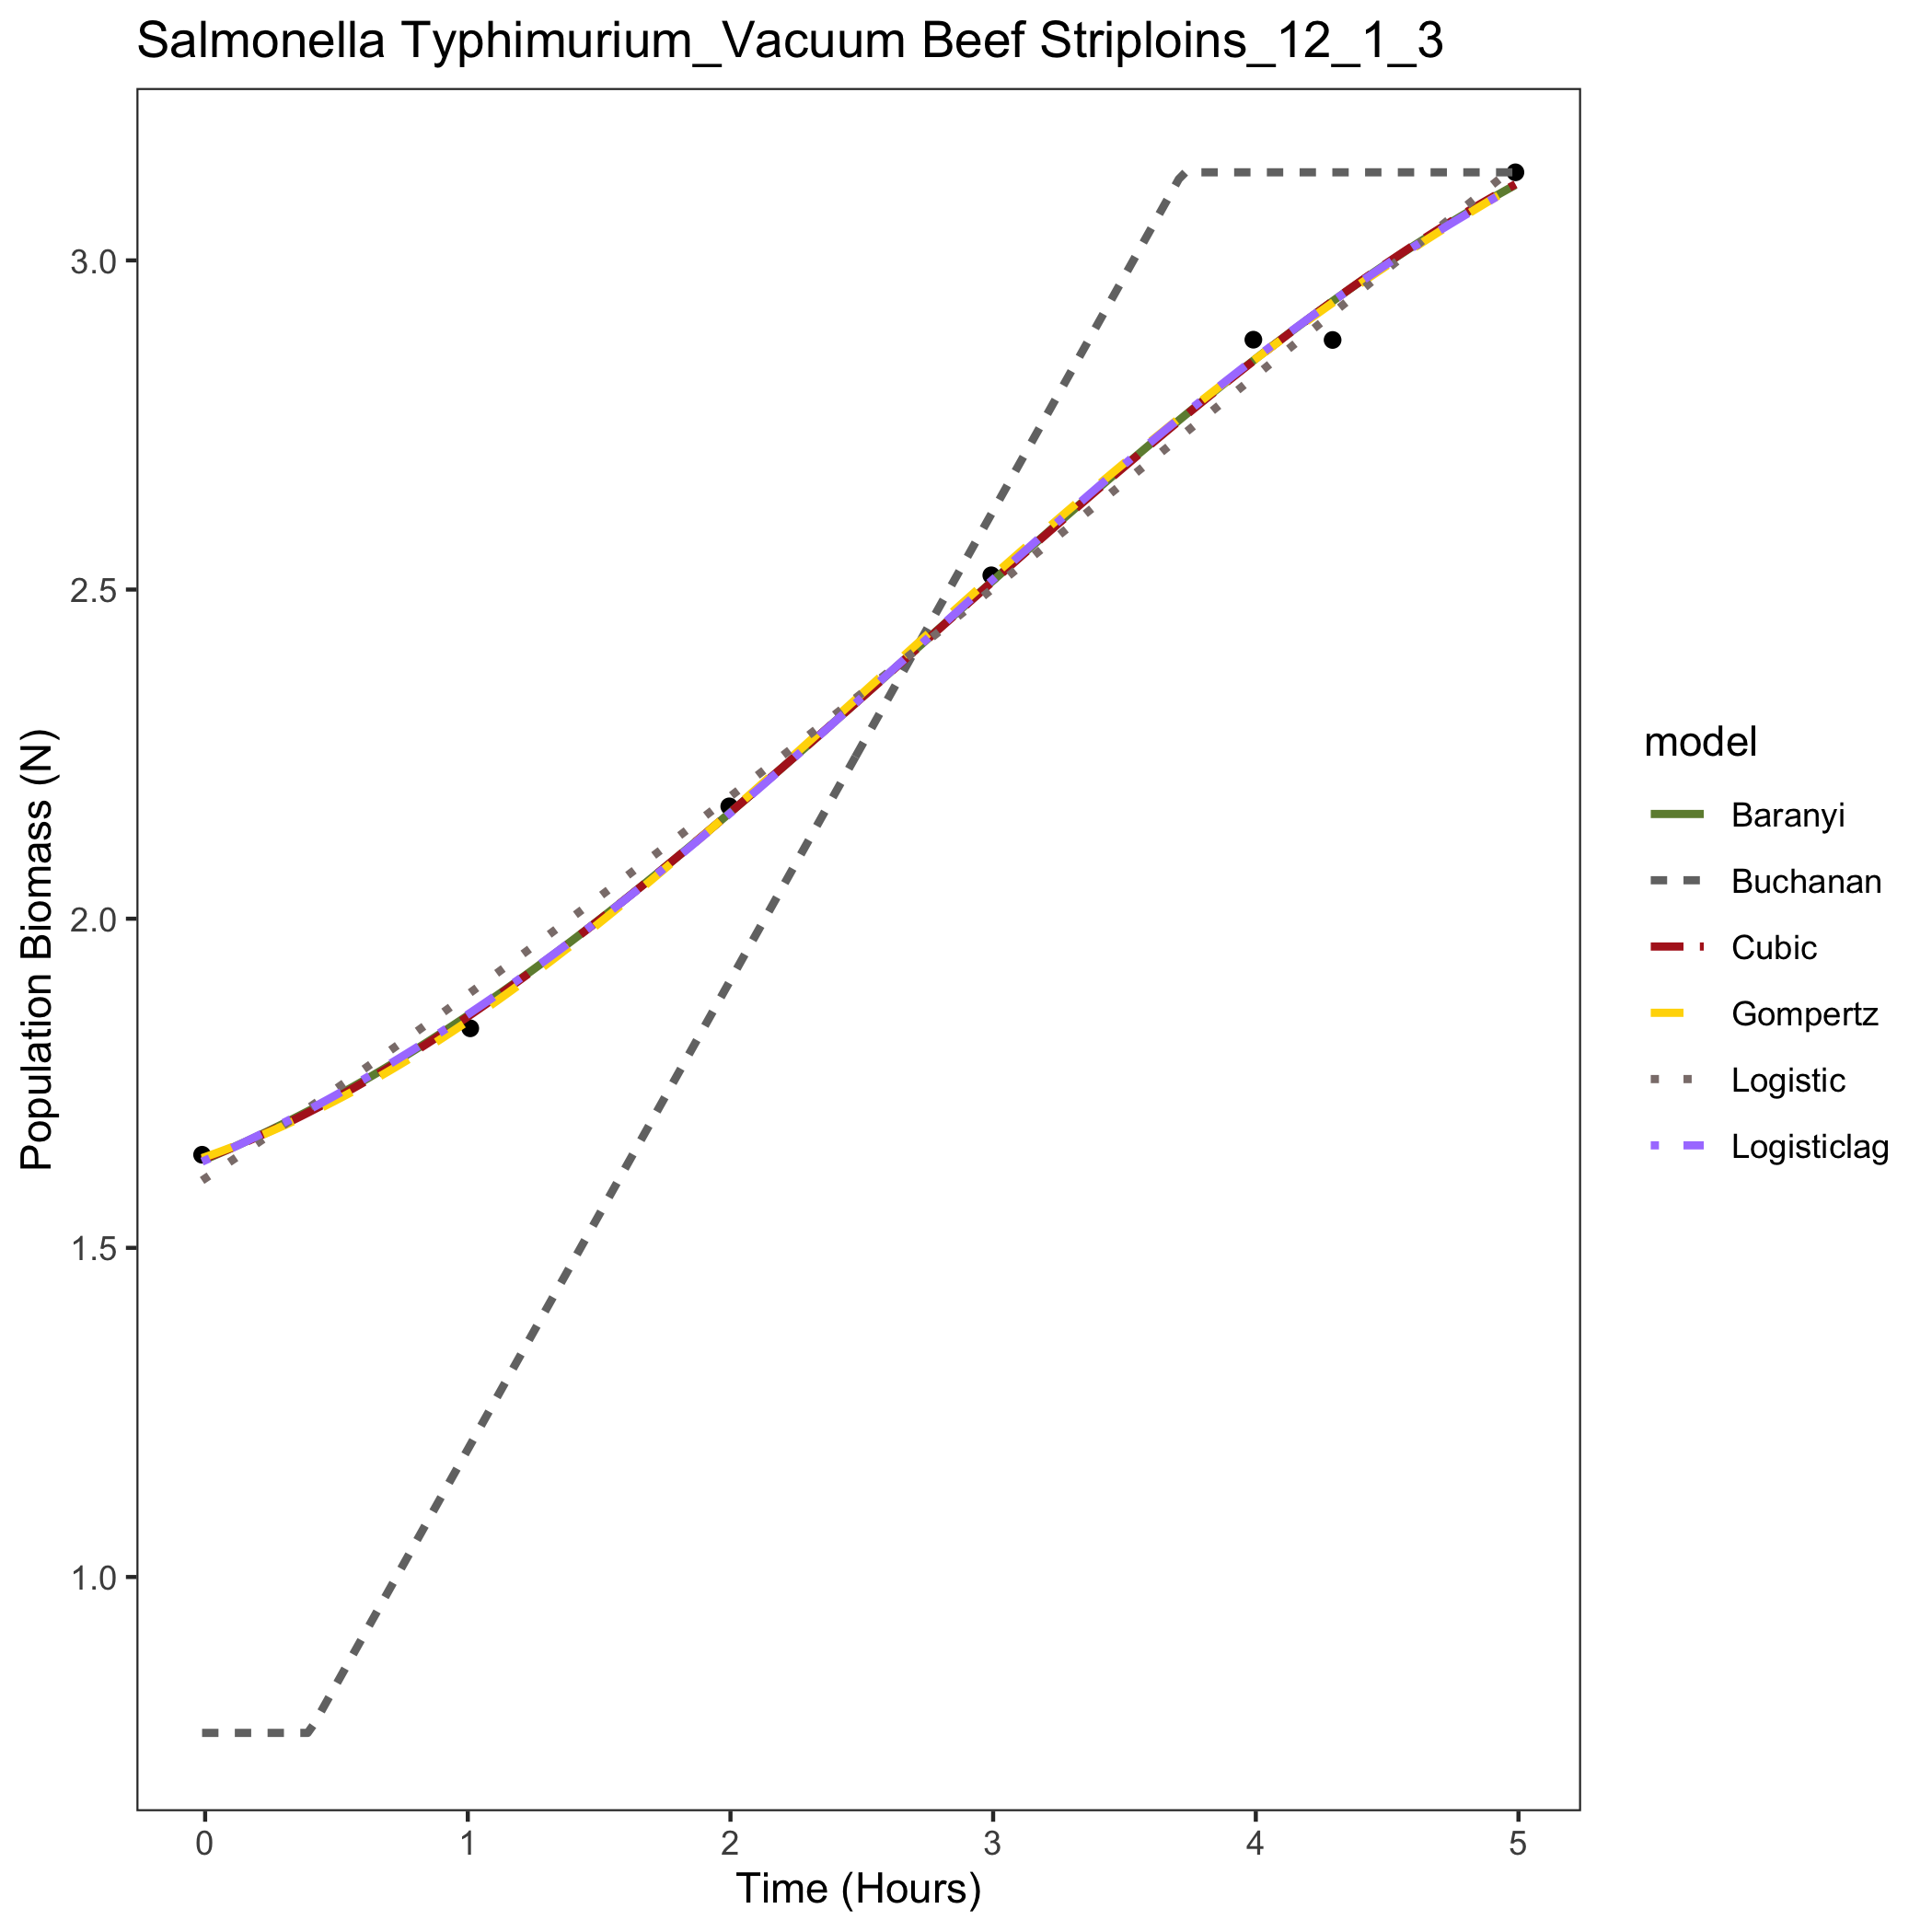 Salmonella Typhimurium_Vacuum Beef Striploins_12_1_3
Population Biomass (N)
3.0
2.5
2.0
1.5
1.0
0 1 2 3 4 5
Time (Hours)
model
Baranyi
Buchanan
Cubic
Gompertz
Logistic
Logisticlag